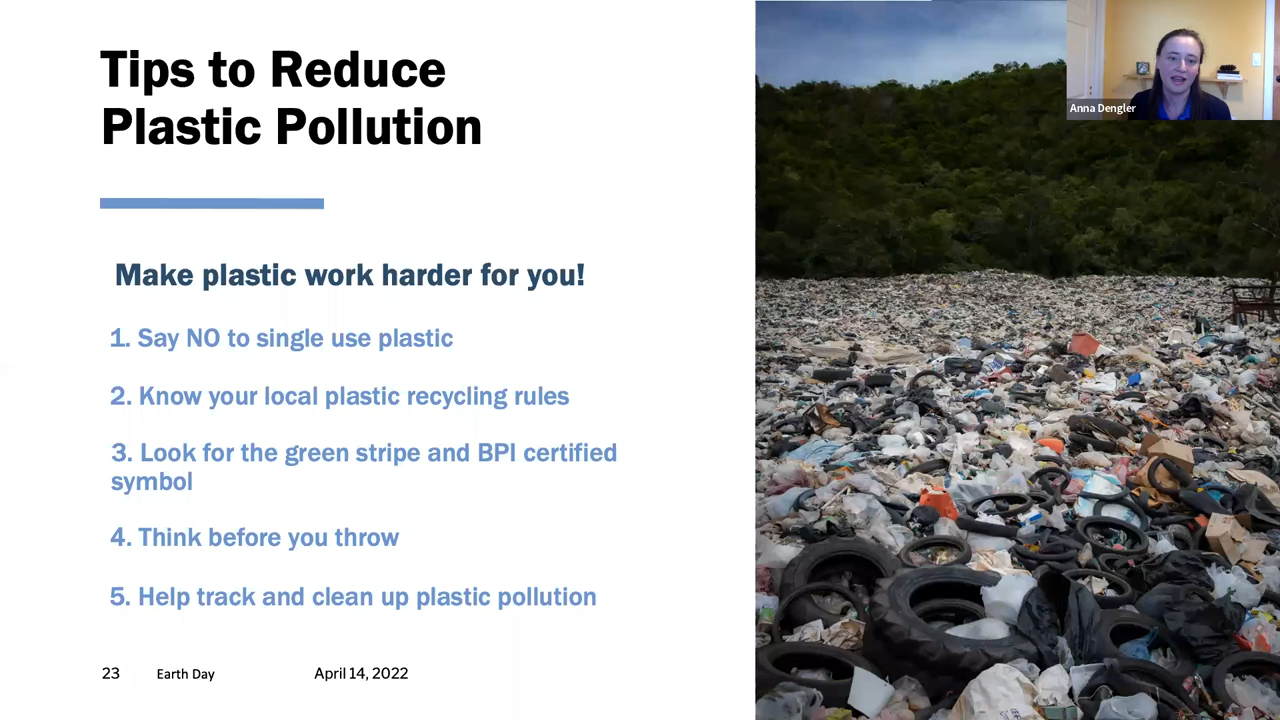 Tips to Reduce
Plastic Pollution
Anna Dengler
Make plastic work harder for you!
1. Say NO to single use plastic
2. Know your local plastic recycling rules
3. Look for the green stripe and BPI certified
symbol
4. Think before you throw
5. Help track and clean up plastic pollution
23 Earth Day April 14, 2022